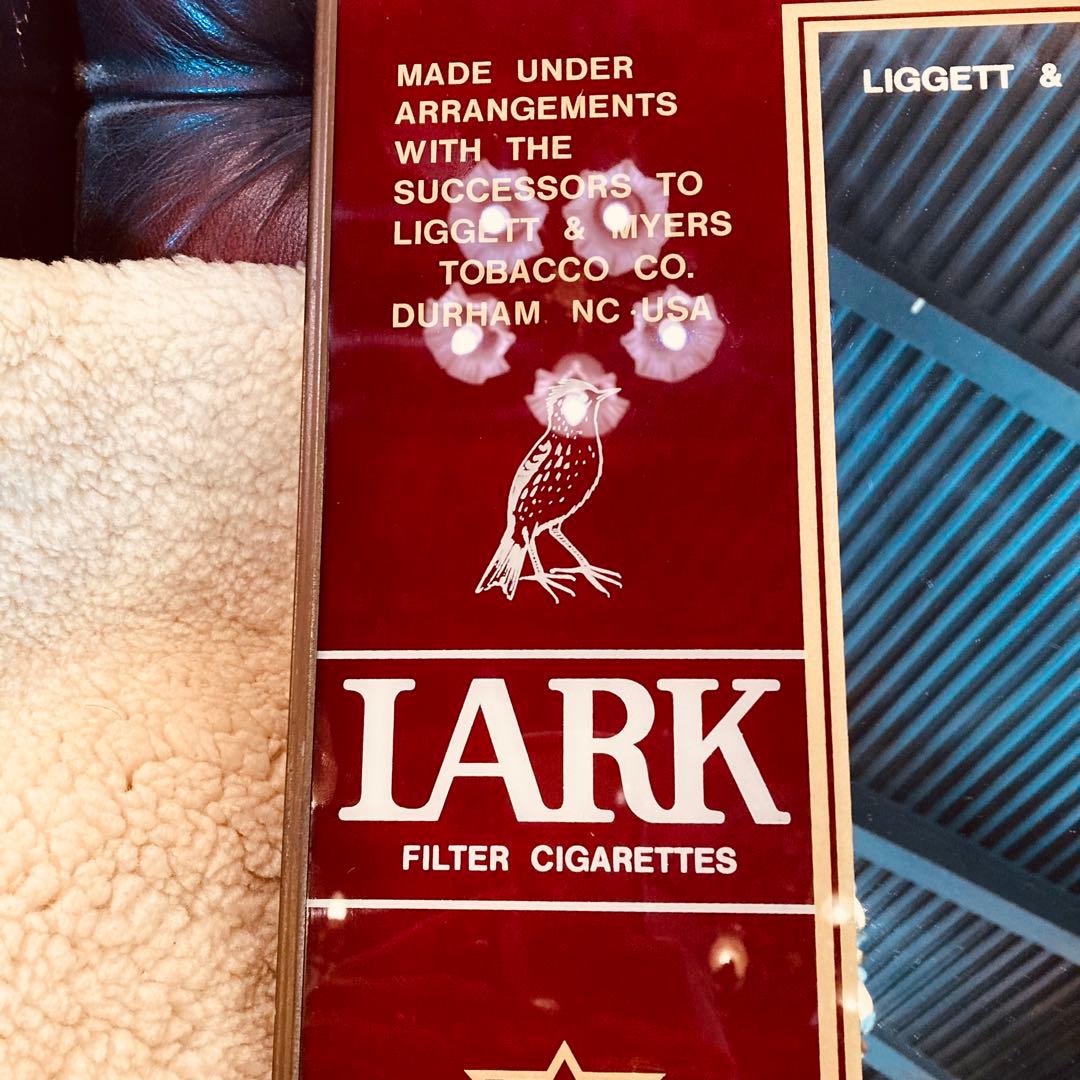 MADE UNDER
ARRANGEMENTS
WITH THE
SUCCESSORS TO
LIGGETT & MYERS
TOBACCO CO.
DURHAM NC·USA
LIGGETT &
LARK
FILTER CIGARETTES